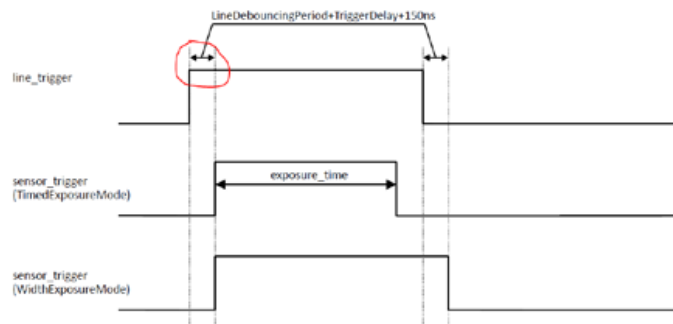 LineDebouncingPeriod+TriggerDelay+150ns
line_trigger
exposure_time
sensor_trigger
(TimedExposureMode)
sensor_trigger
(WidthExposureMode)